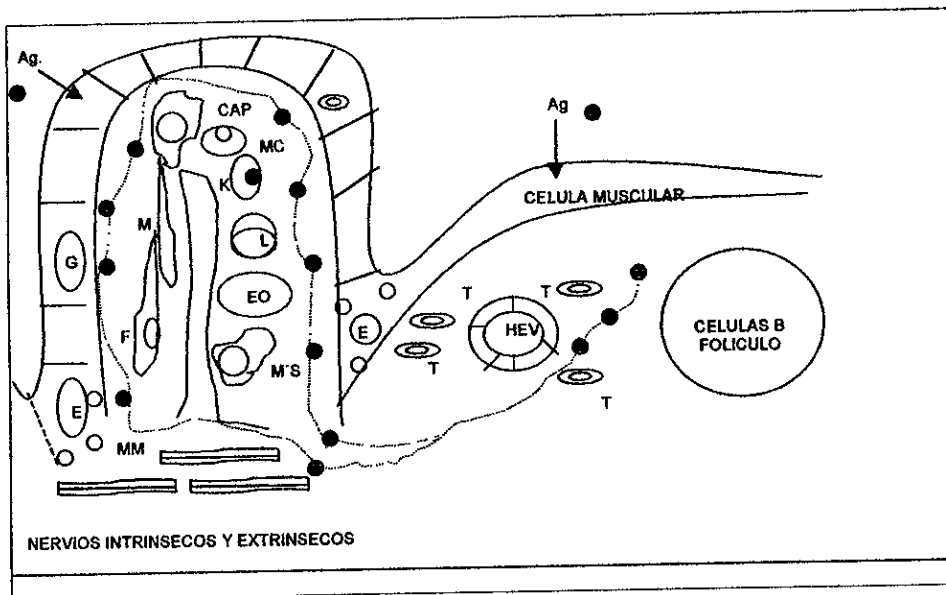 Ag.
CAP
MC
K
M
L
G
EO
F
M´S
E
MM
E
Ag
CELULA MUSCULAR
T
T
HEV
T
T
CELULAS B
FOLICULO
NERVIOS INTRINSECOS Y EXTRINSECOS